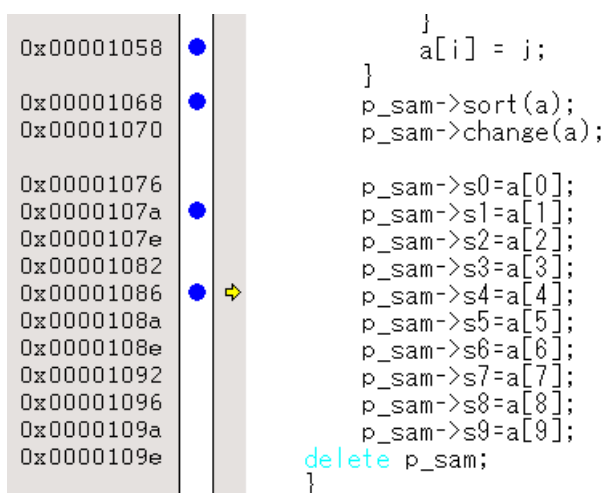 }
0x00001058 a[i] = j;
}
0x00001068 p_sam->sort(a);
0x00001070 p_sam->change(a);
0x00001076 p_sam->s0=a[0];
0x0000107a p_sam->s1=a[1];
0x0000107e p_sam->s2=a[2];
0x00001082 p_sam->s3=a[3];
0x00001086 p_sam->s4=a[4];
0x0000108a p_sam->s5=a[5];
0x0000108e p_sam->s6=a[6];
0x00001092 p_sam->s7=a[7];
0x00001096 p_sam->s8=a[8];
0x0000109a p_sam->s9=a[9];
0x0000109e delete p_sam;
}